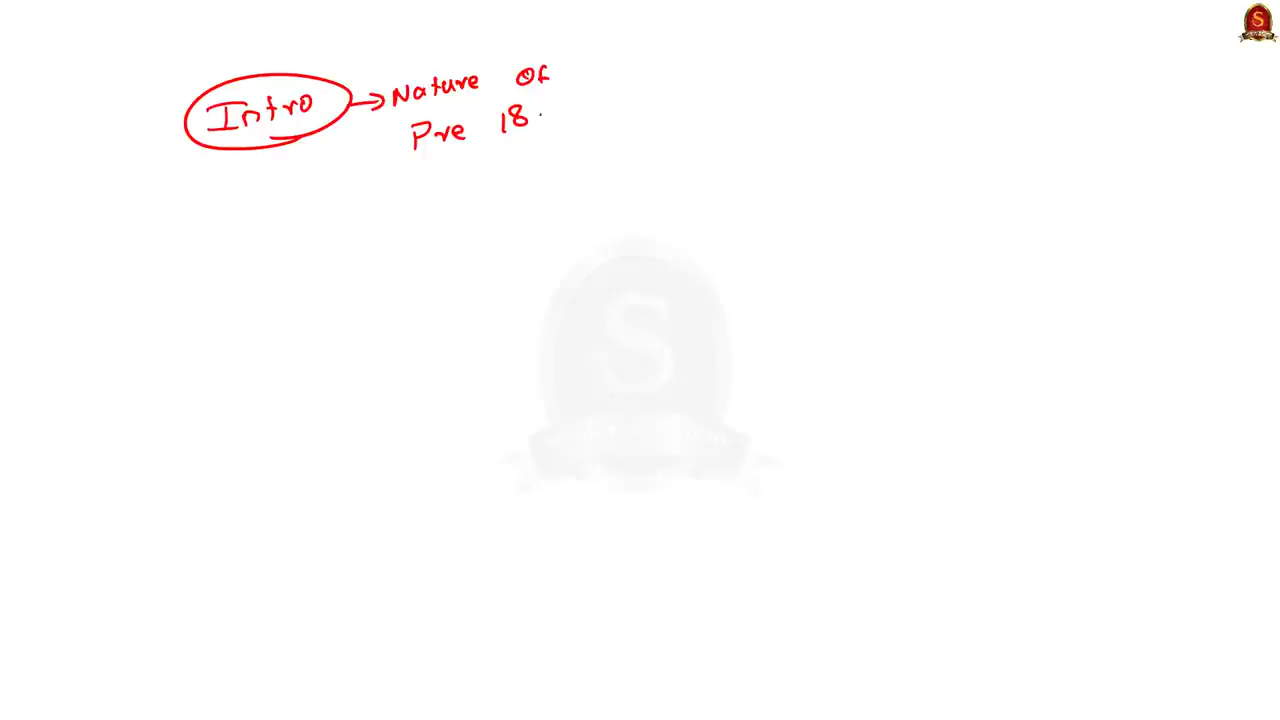 Intro → Nature Of
Pre 18
S
S